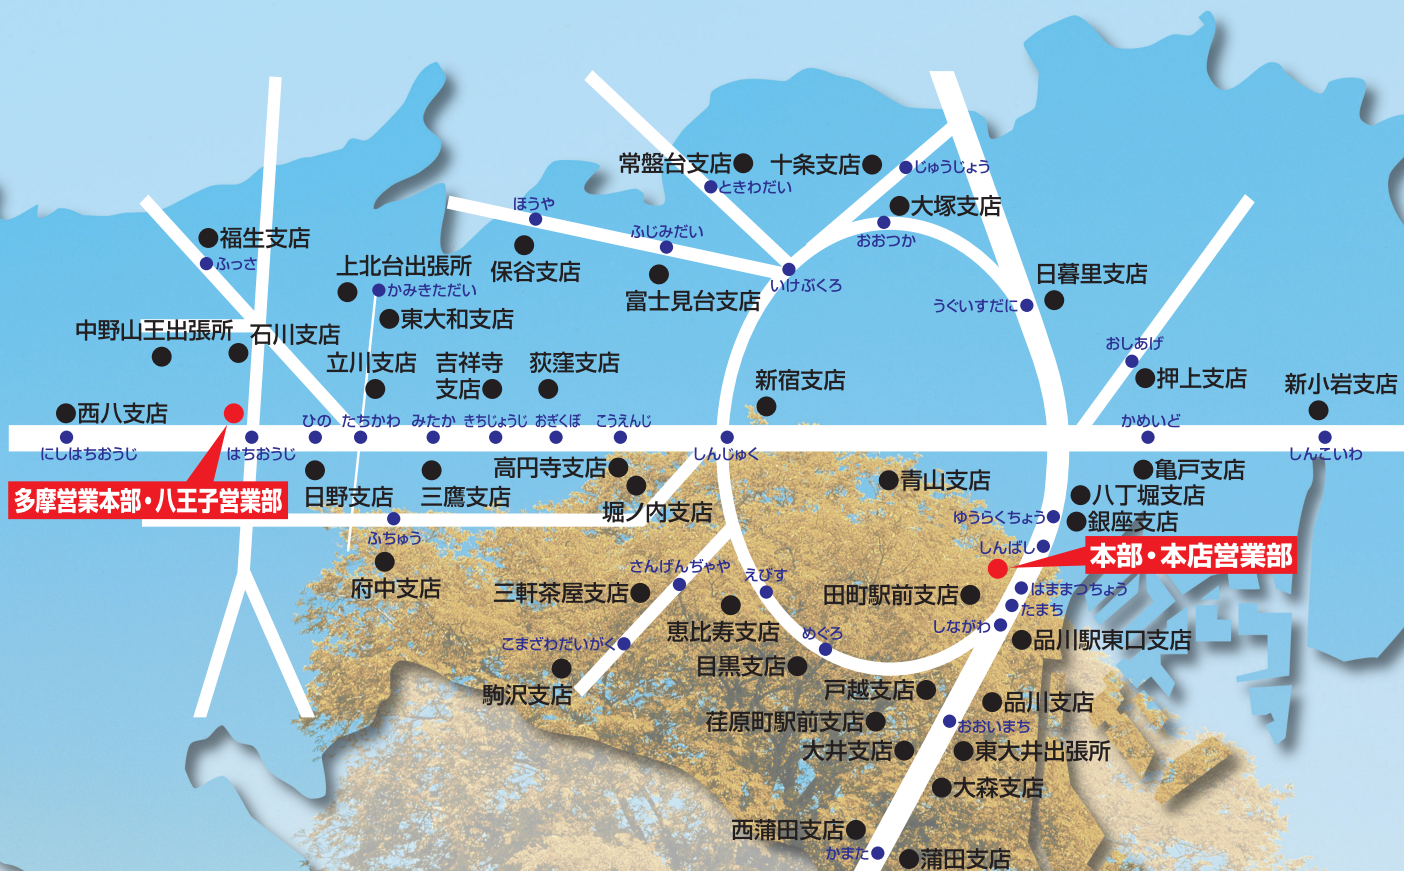 常盤台支店
十条支店
じゅうじょう
ときわだい
大塚支店
ほうや
おおつか
ふじみだい
福生支店
ふっさ
上北台出張所
保谷支店
かみきただい
富士見台支店
いけぶくろ
日暮里支店
うぐいすだに
東大和支店
中野山王出張所
石川支店
おしあげ
立川支店
吉祥寺
支店
荻窪支店
新宿支店
押上支店
新小岩支店
西八支店
ひの
たちかわ
みたか
きちじょうじ
おぎくぼ
こうえんじ
かめいど
にしはちおうじ
はちおうじ
しんじゅく
しんこいわ
高円寺支店
亀戸支店
青山支店
日野支店
三鷹支店
八丁堀支店
多摩営業本部・八王子営業部
堀ノ内支店
ゆうらくちょう
銀座支店
ふちゅう
しんばし
本部・本店営業部
さんげんぢゃや
えびす
府中支店
三軒茶屋支店
田町駅前支店
はままつちょう
たまち
恵比寿支店
しながわ
こまざわだいがく
めぐろ
品川駅東口支店
目黒支店
駒沢支店
戸越支店
品川支店
荏原町駅前支店
おおいまち
大井支店
東大井出張所
大森支店
西蒲田支店
かまた
蒲田支店